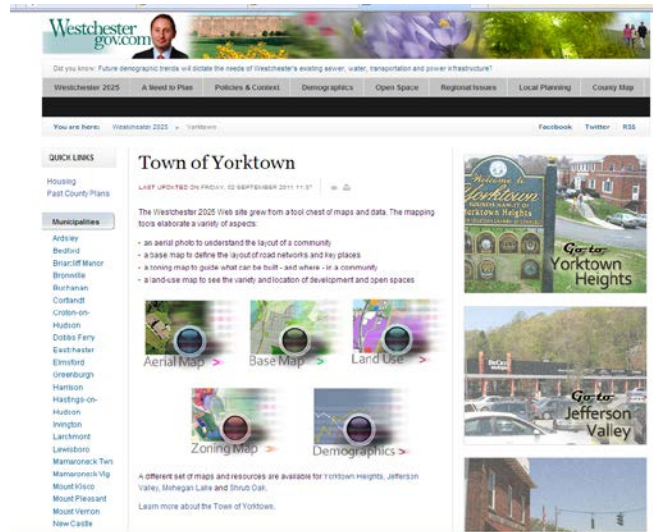 Westchester
gov.com
Did you know: Future demographic trends will dictate the needs of Westchester's existing sewer, water, transportation and power infrastructure?
Westchester 2025 A Need to Plan Policies & Context Demographics Open Space Regional Issues Local Planning County Map
You are here: Westchester 2025 » Yorktown Facebook Twitter RSS
QUICK LINKS
Housing
Past County Plans
Municipalities
Ardsley
Bedford
Briarcliff Manor
Bronxville
Buchanan
Cortlandt
Croton-on-
Hudson
Dobbs Ferry
Eastchester
Elmsford
Greenburgh
Harrison
Hastings-on-
Hudson
Irvington
Larchmont
Lewisboro
Mamaroneck Twn
Mamaroneck Vlg
Mount Kisco
Mount Pleasant
Mount Vernon
New Castle
Town of Yorktown
LAST UPDATED ON FRIDAY, 02 SEPTEMBER 2011 11:37
The Westchester 2025 Web site grew from a tool chest of maps and data. The mapping
tools elaborate a variety of aspects:
- an aerial photo to understand the layout of a community
- a base map to define the layout of road networks and key places
- a zoning map to guide what can be built - and where - in a community
- a land-use map to see the variety and location of development and open spaces
Aerial Map >
Base Map >
Land Use >
Zoning Map >
Demographics >
A different set of maps and resources are available for Yorktown Heights, Jefferson
Valley, Mohegan Lake and Shrub Oak.
Learn more about the Town of Yorktown.
Welcome to
Yorktown
BUSINESS HAMLET OF
Yorktown Heights
Go to
Yorktown
Heights
DeCicco
Go to
Jefferson
Valley